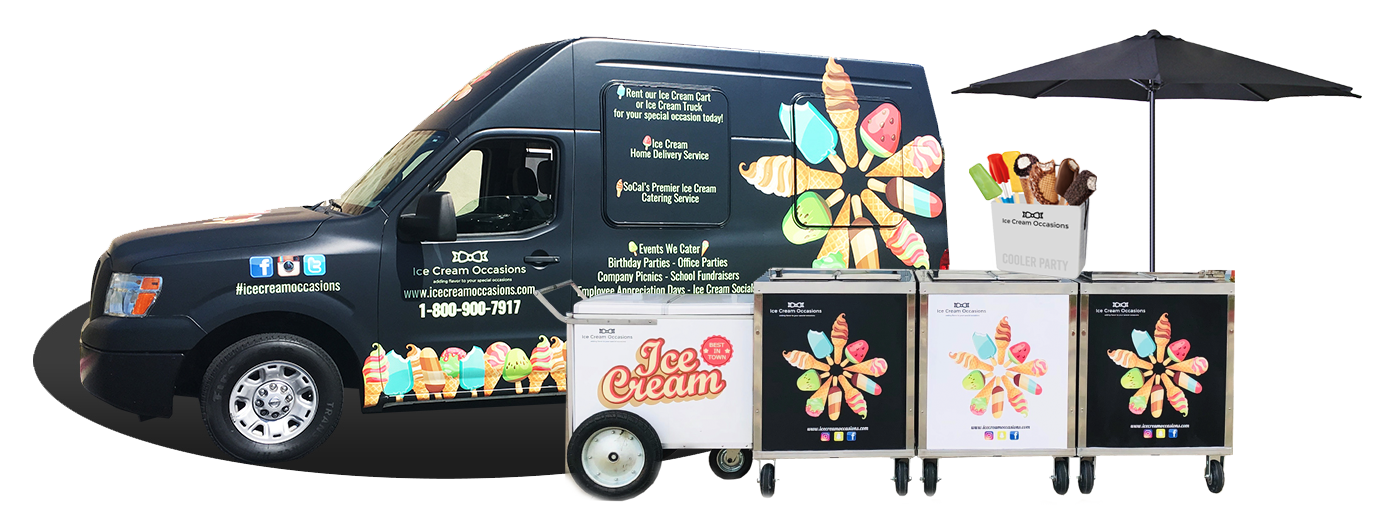 Rent our Ice Cream Cart
or Ice Cream Truck
for your special occasion today!
Ice Cream
Home Delivery Service
SoCal's Premier Ice Cream
Catering Service
Events We Cater
Birthday Parties - Office Parties
Company Picnics - School Fundraisers
Employee Appreciation Days - Ice Cream Social
#icecreamoccasions
Ice Cream Occasions
adding flavor to your special occasions
www.icecreamoccasions.com
1-800-900-7917
Ice Cream Occasions
Ice
Cream
BEST
IN
TOWN
Ice Cream Occasions
www.icecreamoccasions.com
Ice Cream Occasions
COOLER PARTY
Ice Cream Occasions
www.icecreamoccasions.com
Ice Cream Occasions
www.icecreamoccasions.com